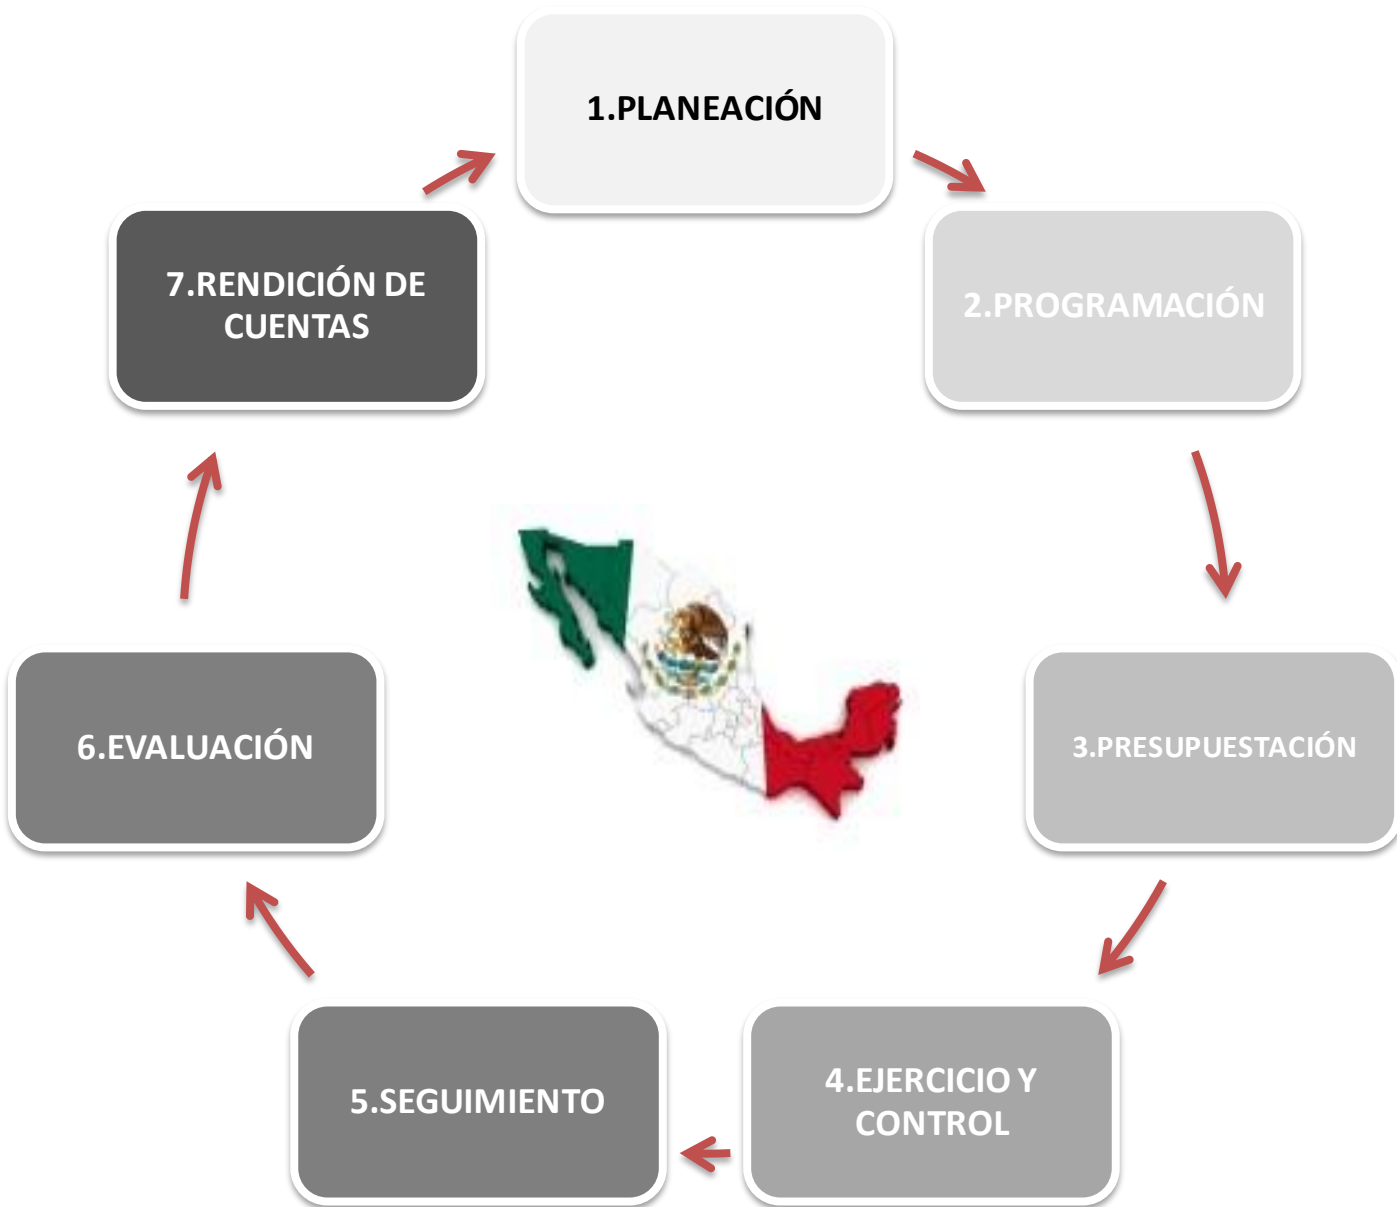 1.PLANEACIÓN
2.PROGRAMACIÓN
3.PRESUPUESTACIÓN
4.EJERCICIO Y
CONTROL
5.SEGUIMIENTO
6.EVALUACIÓN
7.RENDICIÓN DE
CUENTAS